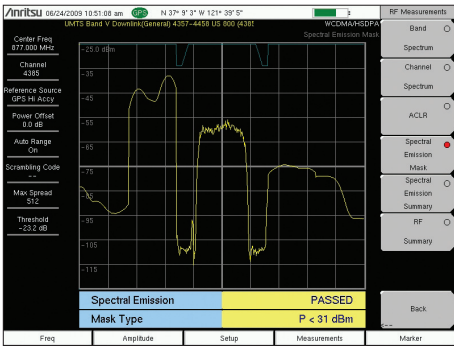 Anritsu 06/24/2009 10:51:08 am GPS N 37° 9' 3" W 121° 39' 5"
RF Measurements
UMTS Band V Downlink(General) 4357-4458 US 800 (438!
WCDMA/HSDPA
Spectral Emission Mask
Center Freq
877.000 MHz
Channel
4385
Reference Source
GPS Hi Accy
Power Offset
0.0 dB
Auto Range
On
Scrambling Code
--
Max Spread
512
Threshold
-23.2 dB
-25.0 dBm
-35
-45
-55
-65
-75
-85
-95
-105
-115
Band
Spectrum
Channel
Spectrum
ACLR
Spectral
Emission
Mask
Spectral
Emission
Summary
RF
Summary
Back
<--
Spectral Emission PASSED
Mask Type P < 31 dBm
Freq Amplitude Setup Measurements Marker